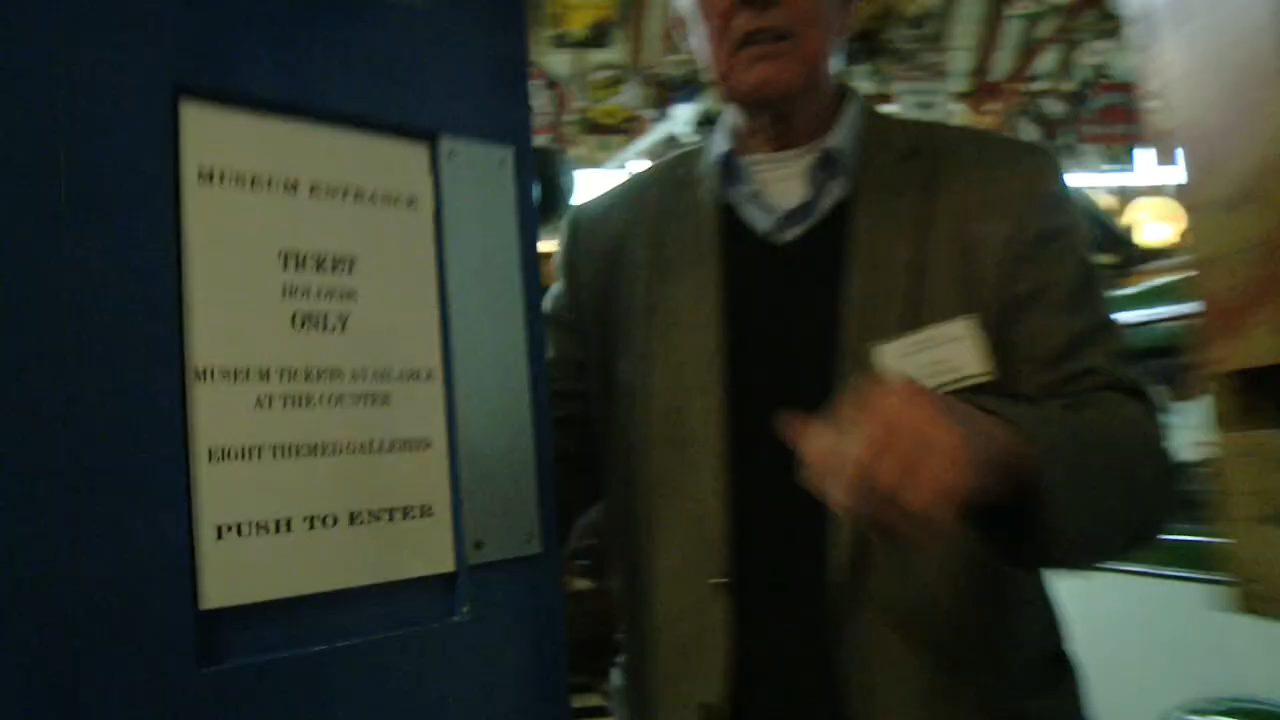 MUSEUM ENTRANCE
TICKET
HOLDERS
ONLY
MUSEUM TICKETS AVAILABLE
AT THE COUNTER
EIGHT THEMED GALLERIES
PUSH TO ENTER